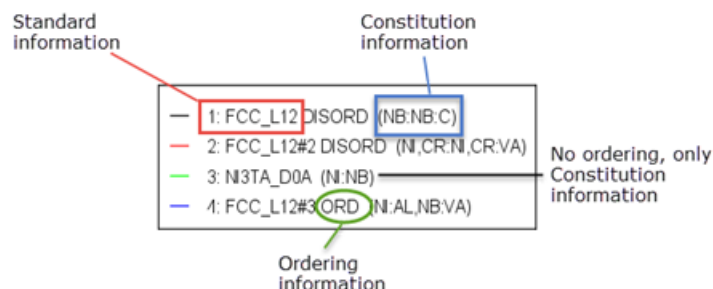 Standard
information
Constitution
information
1: FCC_L12 DISORD (NB:NB:C)
2: FCC_L12#2 DISORD (NI,CR:NI,CR:VA)
3: NI3TA_D0A (NI:NB)
4: FCC_L12#3 ORD (NI:AL,NB:VA)
No ordering, only
Constitution
information
Ordering
information